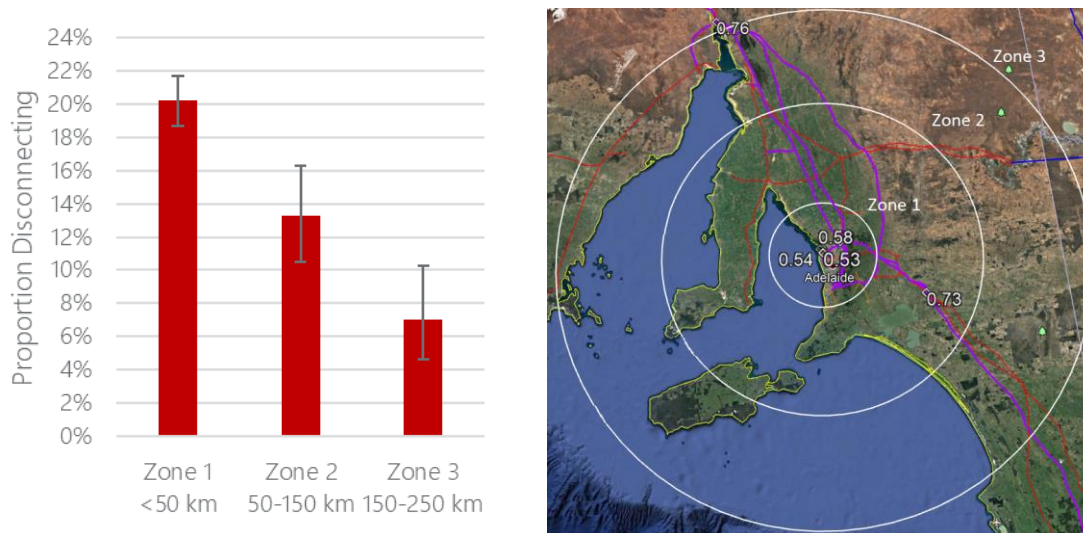 24%
22%
20%
18%
16%
14%
12%
10%
8%
6%
4%
2%
0%
Proportion Disconnecting
Zone 1
<50 km
Zone 2
50-150 km
Zone 3
150-250 km
0.76
Zone 3
Zone 2
Zone 1
0.58
0.54
0.53
Adelaide
0.73